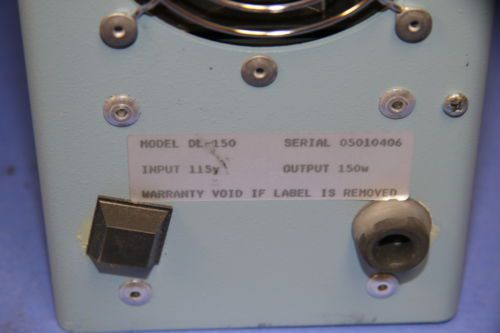 MODEL DL-150 SERIAL 05010406
INPUT 115v OUTPUT 150w
WARRANTY VOID IF LABEL IS REMOVED